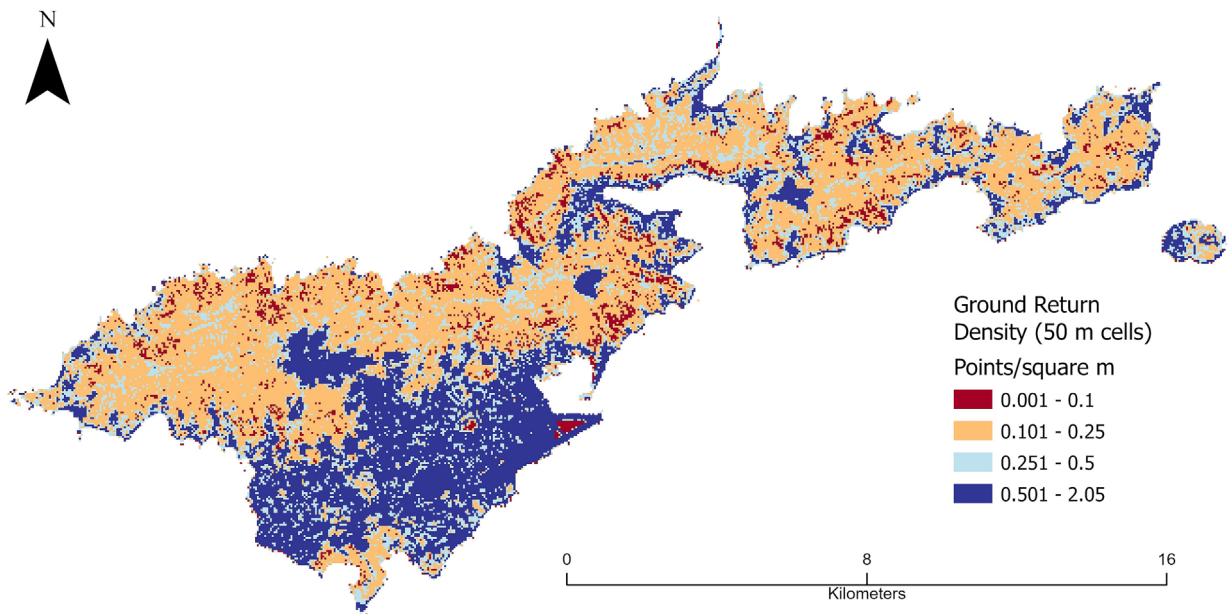 N
Ground Return
Density (50 m cells)
Points/square m
0.001 - 0.1
0.101 - 0.25
0.251 - 0.5
0.501 - 2.05
0 8 16
Kilometers